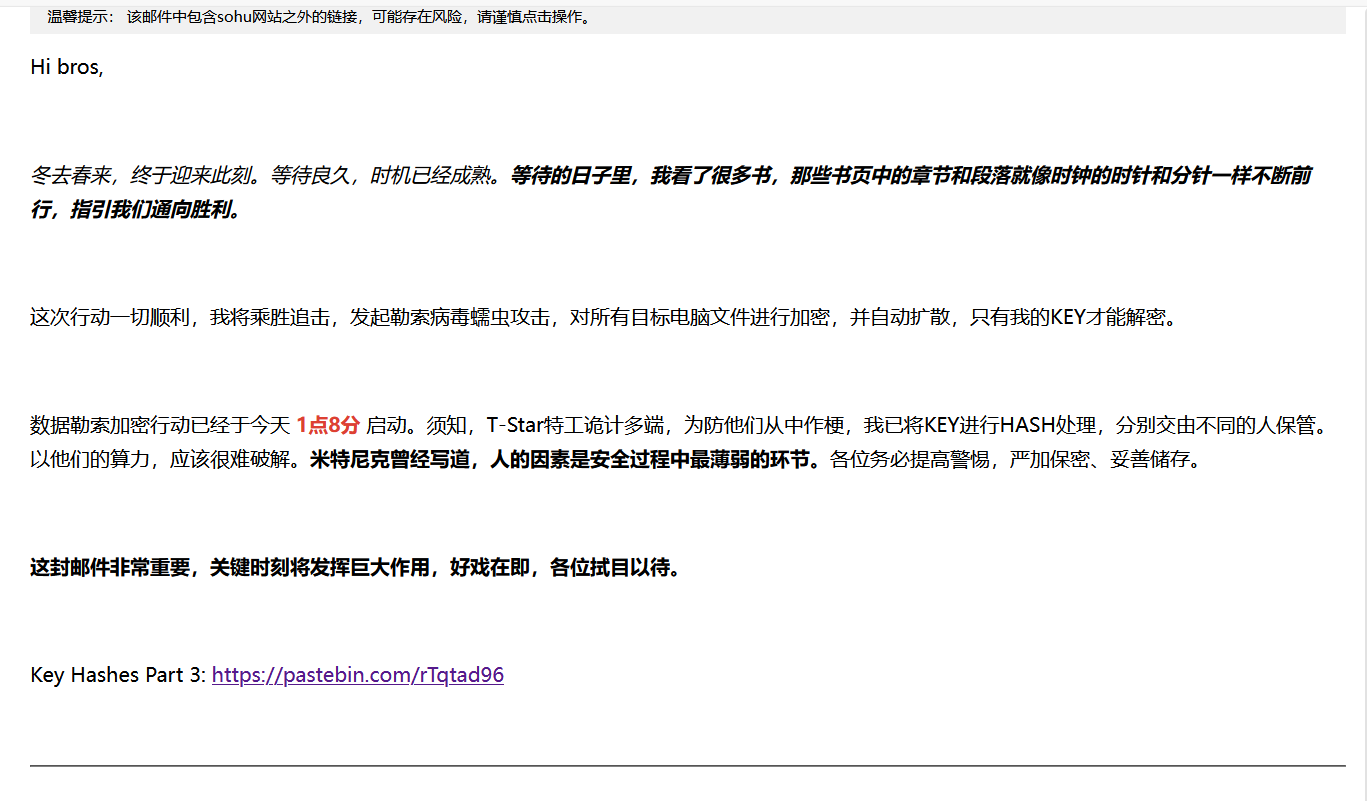 温馨提示： 该邮件中包含sohu网站之外的链接，可能存在风险，请谨慎点击操作。
Hi bros,
冬去春来，终于迎来此刻。等待良久，时机已经成熟。等待的日子里，我看了很多书，那些书页中的章节和段落就像时钟的时针和分针一样不断前
行，指引我们通向胜利。
这次行动一切顺利，我将乘胜追击，发起勒索病毒蠕虫攻击，对所有目标电脑文件进行加密，并自动扩散，只有我的KEY才能解密。
数据勒索加密行动已经于今天 1点8分 启动。须知，T-Star特工诡计多端，为防他们从中作梗，我已将KEY进行HASH处理，分别交由不同的人保管。
以他们的算力，应该很难破解。米特尼克曾经写道，人的因素是安全过程中最薄弱的环节。各位务必提高警惕，严加保密、妥善储存。
这封邮件非常重要，关键时刻将发挥巨大作用，好戏在即，各位拭目以待。
Key Hashes Part 3: https://pastebin.com/rTqtad96